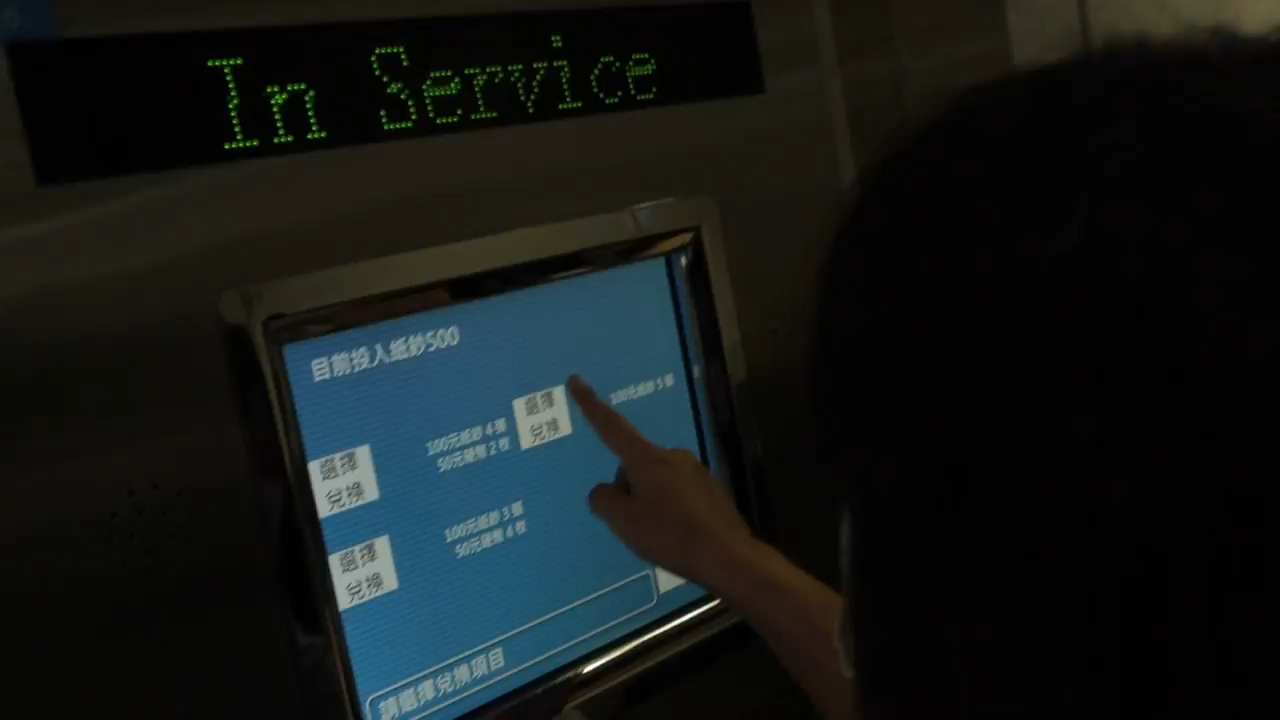 In Service
目前投入紙鈔500
選擇
兌換
100元紙鈔 4 張
50元硬幣 2 枚
選擇
兌換
100元紙鈔 5 張
選擇
兌換
100元紙鈔 3 張
50元硬幣 4 枚
請選擇兌換項目